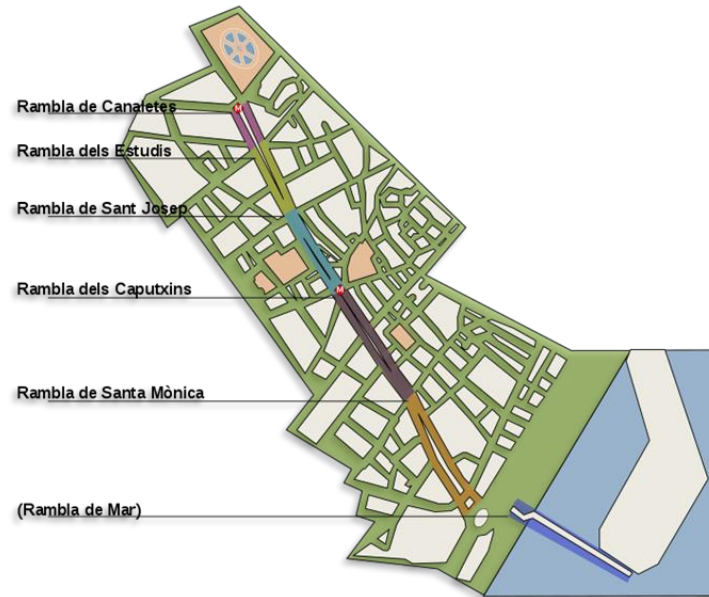 Rambla de Canaletes
M
Rambla dels Estudis
Rambla de Sant Josep
Rambla dels Caputxins
M
Rambla de Santa Mònica
(Rambla de Mar)